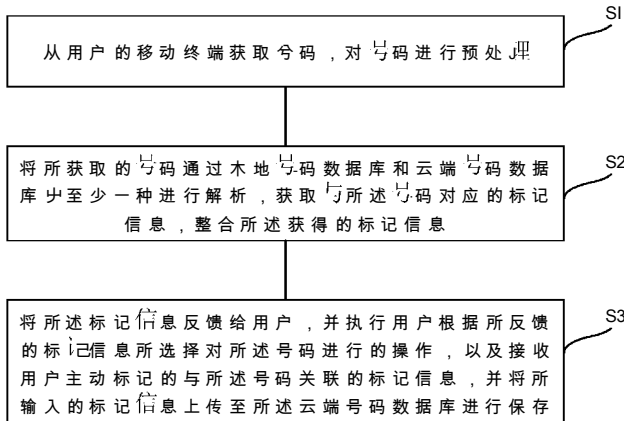 S1
从用户的移动终端获取号码，对号码进行预处理
S2
将所获取的号码通过木地号码数据库和云端号码数据
库中至少一种进行解析，获取与所述号码对应的标记
信息，整合所述获得的标记信息
S3
将所述标记信息反馈给用户，并执行用户根据所反馈
的标记信息所选择对所述号码进行的操作，以及接收
用户主动标记的与所述号码关联的标记信息，并将所
输入的标记信息上传至所述云端号码数据库进行保存